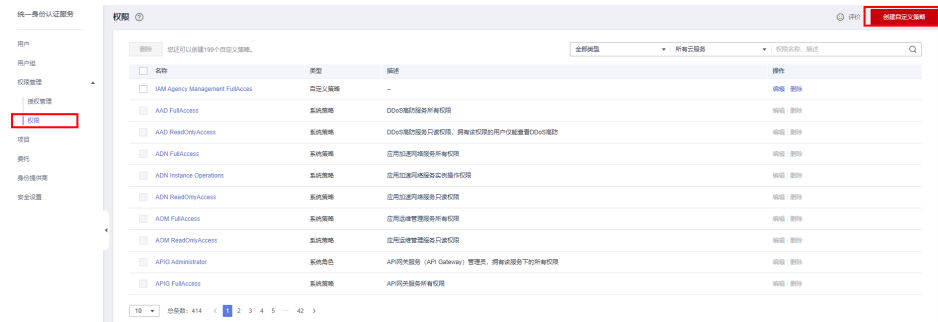 统一身份认证服务
权限
评价
创建自定义策略
用户
用户组
权限管理
授权管理
权限
项目
委托
身份提供商
安全设置
删除 您还可以创建199个自定义策略。
全部类型 所有云服务 权限名称、描述
名称 类型 描述 操作
IAM Agency Management FullAcces 自定义策略 -- 编辑 删除
AAD FullAccess 系统策略 DDoS高防服务所有权限 编辑 删除
AAD ReadOnlyAccess 系统策略 DDoS高防服务只读权限，拥有该权限的用户仅能查看DDoS高防 编辑 删除
ADN FullAccess 系统策略 应用加速网络服务所有权限 编辑 删除
ADN Instance Operations 系统策略 应用加速网络服务实例操作权限 编辑 删除
ADN ReadOnlyAccess 系统策略 应用加速网络服务只读权限 编辑 删除
AOM FullAccess 系统策略 应用运维管理服务所有权限 编辑 删除
AOM ReadOnlyAccess 系统策略 应用运维管理服务只读权限 编辑 删除
APIG Administrator 系统角色 API网关服务（API Gateway）管理员，拥有该服务下的所有权限 编辑 删除
APIG FullAccess 系统策略 API网关服务所有权限 编辑 删除
10 总条数：414 < 1 2 3 4 5 ··· 42 >